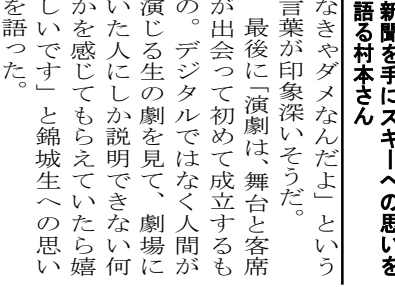 新聞を手にスキーへの思いを
語る村本さん
なきゃダメなんだよ」という
言葉が印象深いそうだ。
最後に「演劇は、舞台と客席
が出会って初めて成立するも
の。デジタルではなく人間が
演じる生の劇を見て、劇場に
いた人にしか説明できない何
かを感じてもらえていたら嬉
しいです」と錦城生への思い
を語った。